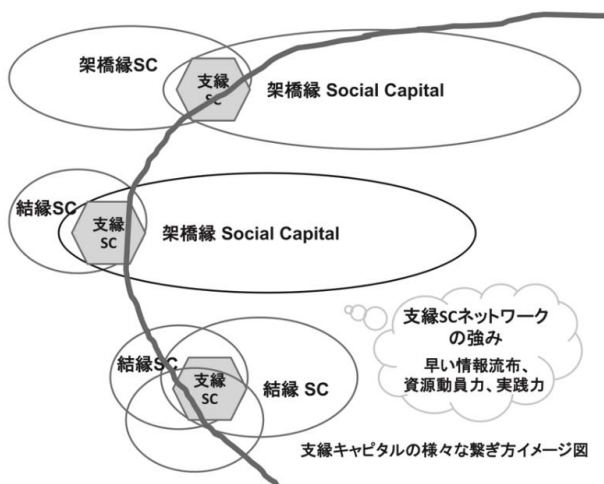 架橋縁SC
支縁
SC
架橋縁 Social Capital
結縁SC
支縁
SC
架橋縁 Social Capital
支縁SCネットワーク
の強み
早い情報流布、
資源動員力、実践力
結縁SC
支縁
SC
結縁 SC
支縁キャピタルの様々な繋ぎ方イメージ図